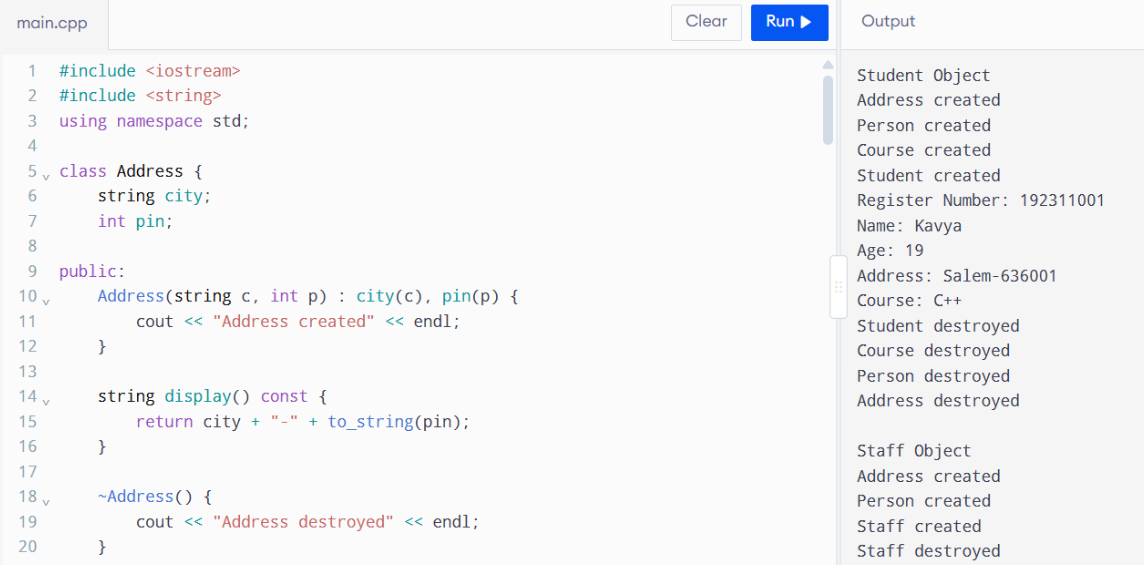 main.cpp
Clear
Run
Output
1 #include <iostream>
2 #include <string>
3 using namespace std;
4
5 class Address {
6     string city;
7     int pin;
8
9 public:
10     Address(string c, int p) : city(c), pin(p) {
11         cout << "Address created" << endl;
12     }
13
14     string display() const {
15         return city + "-" + to_string(pin);
16     }
17
18     ~Address() {
19         cout << "Address destroyed" << endl;
20     }
Student Object
Address created
Person created
Course created
Student created
Register Number: 192311001
Name: Kavya
Age: 19
Address: Salem-636001
Course: C++
Student destroyed
Course destroyed
Person destroyed
Address destroyed
Staff Object
Address created
Person created
Staff created
Staff destroyed